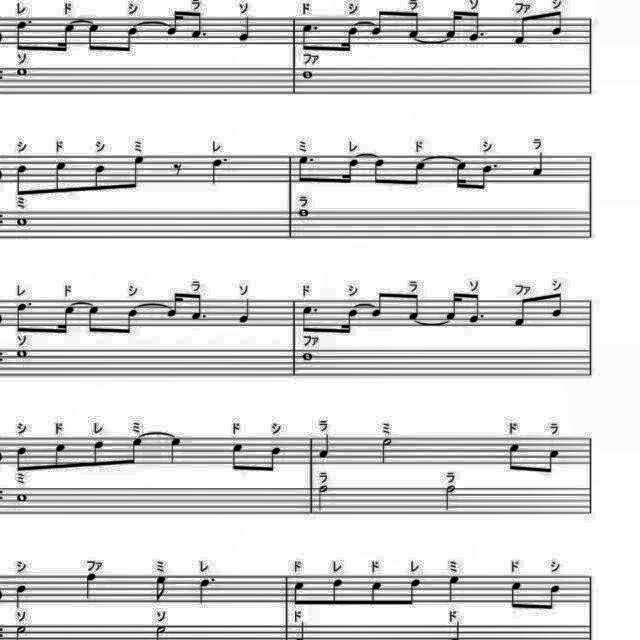 レ ド シ ラ ソ ド シ ラ ソ ファ シ
ソ ファ
シ ド シ ミ レ ミ レ ド シ ラ
ミ ラ
レ ド シ ラ ソ ド シ ラ ソ ファ シ
ソ ファ
シ ド レ ミ ド シ ラ ミ ド ラ
ミ ラ ラ
シ ファ ミ レ ド レ ド レ ミ ド シ
ソ ソ ド ド